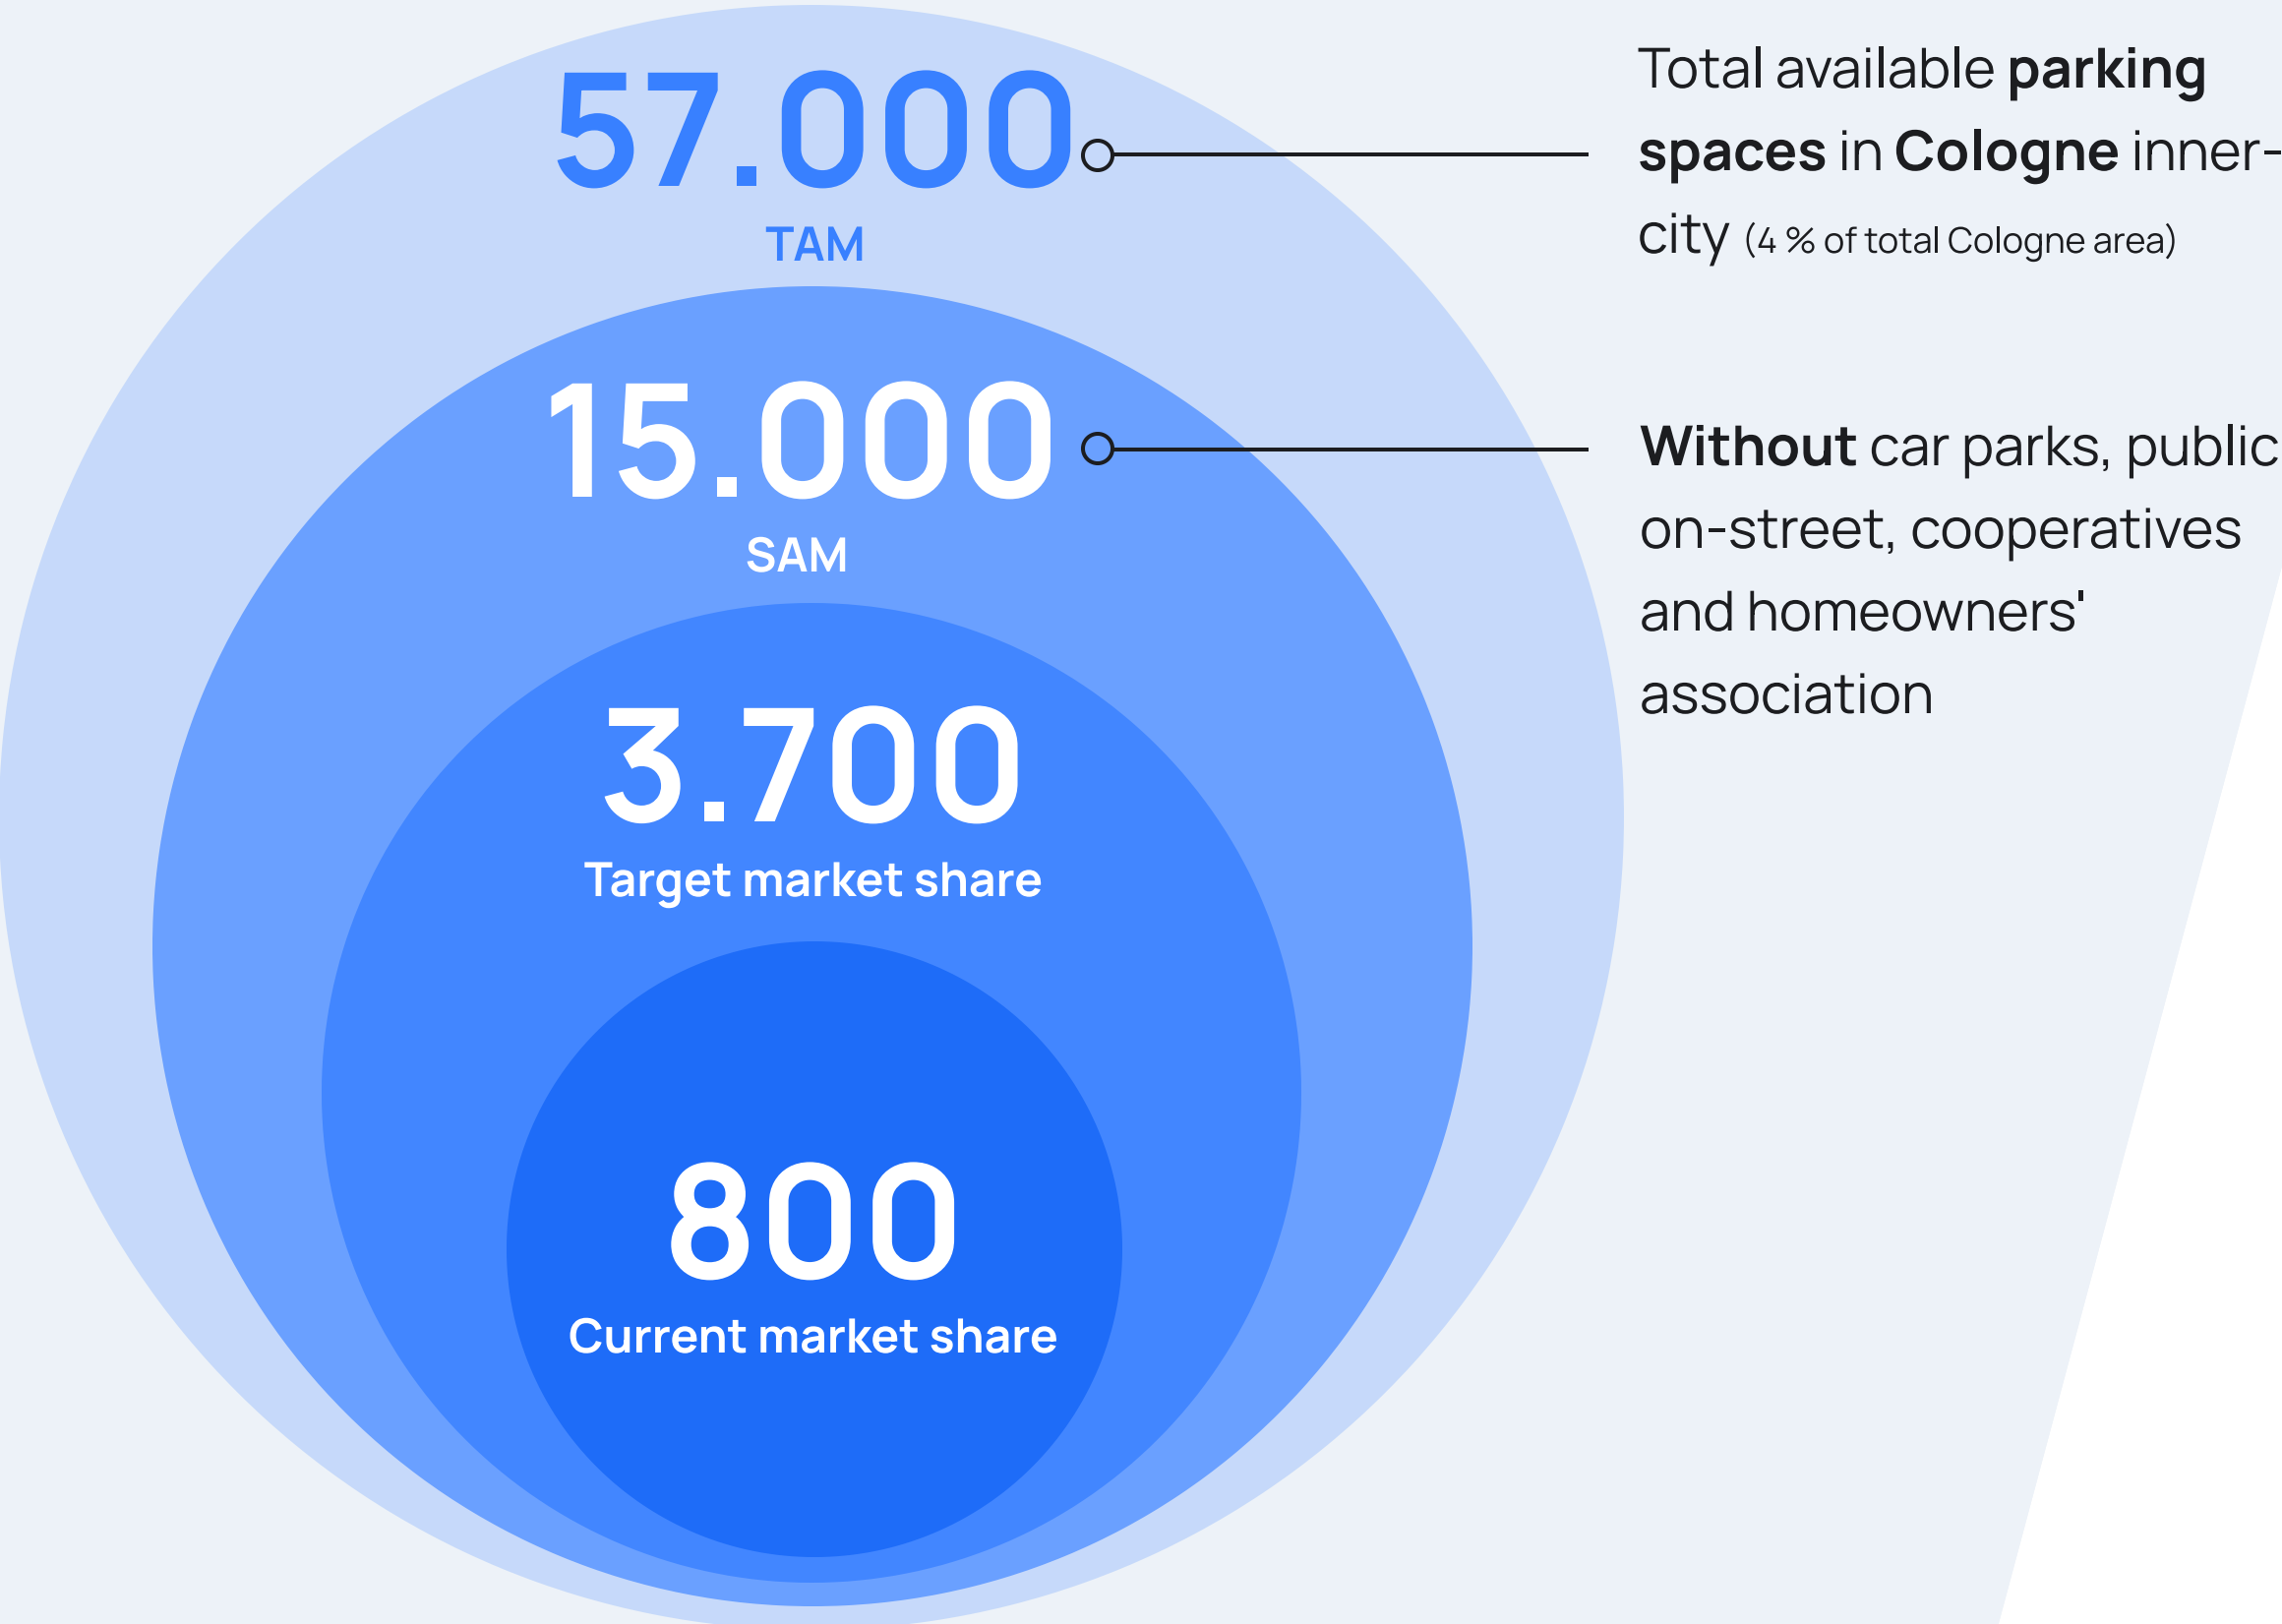 57.000
TAM
Total available parking
spaces in Cologne inner-
city (4 % of total Cologne area)
15.000
SAM
Without car parks, public
on-street, cooperatives
and homeowners'
association
3.700
Target market share
800
Current market share